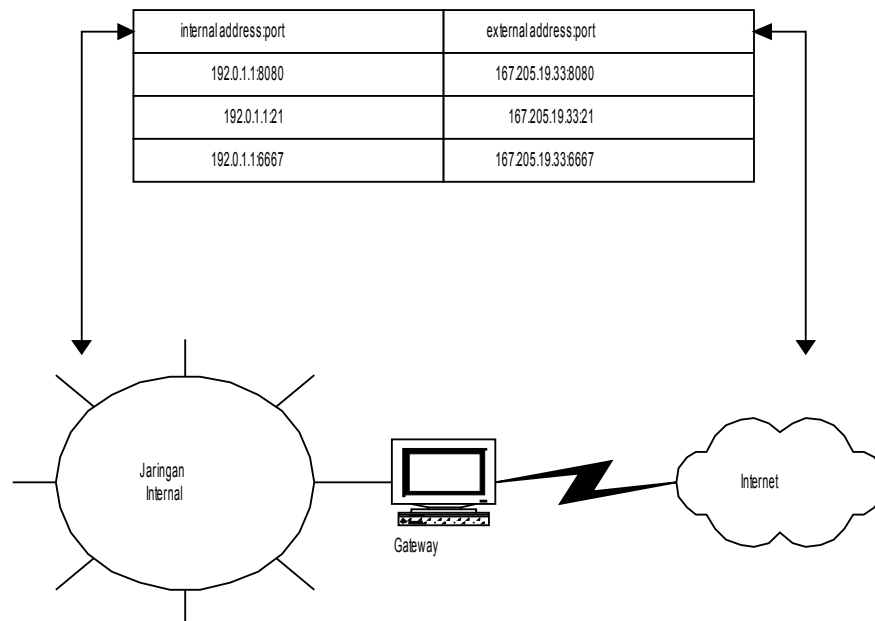 internal address:port external address:port
192.0.1.1:8080 167.205.19.33:8080
192.0.1.1:21 167.205.19.33:21
192.0.1.1:6667 167.205.19.33:6667
Jaringan
Internal
Internet
Gateway